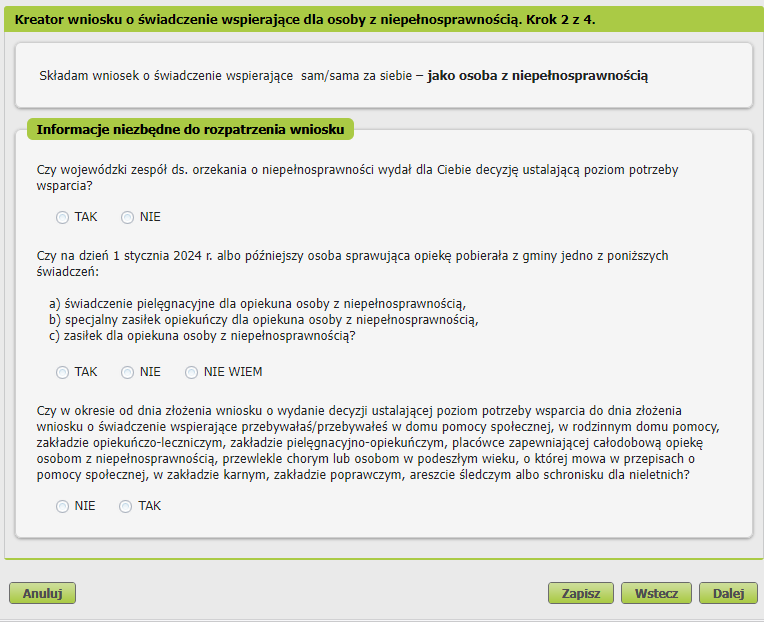 Kreator wniosku o świadczenie wspierające dla osoby z niepełnosprawnością. Krok 2 z 4.
Składam wniosek o świadczenie wspierające sam/sama za siebie – jako osoba z niepełnosprawnością
Informacje niezbędne do rozpatrzenia wniosku
Czy wojewódzki zespół ds. orzekania o niepełnosprawności wydał dla Ciebie decyzję ustalającą poziom potrzeby
wsparcia?
TAK NIE
Czy na dzień 1 stycznia 2024 r. albo późniejszy osoba sprawująca opiekę pobierała z gminy jedno z poniższych
świadczeń:
a) świadczenie pielęgnacyjne dla opiekuna osoby z niepełnosprawnością,
b) specjalny zasiłek opiekuńczy dla opiekuna osoby z niepełnosprawnością,
c) zasiłek dla opiekuna osoby z niepełnosprawnością?
TAK NIE NIE WIEM
Czy w okresie od dnia złożenia wniosku o wydanie decyzji ustalającej poziom potrzeby wsparcia do dnia złożenia
wniosku o świadczenie wspierające przebywałaś/przebywałeś w domu pomocy społecznej, w rodzinnym domu pomocy,
zakładzie opiekuńczo-leczniczym, zakładzie pielęgnacyjno-opiekuńczym, placówce zapewniającej całodobową opiekę
osobom z niepełnosprawnością, przewlekle chorym lub osobom w podeszłym wieku, o której mowa w przepisach o
pomocy społecznej, w zakładzie karnym, zakładzie poprawczym, areszcie śledczym albo schronisku dla nieletnich?
NIE TAK
Anuluj Zapisz Wstecz Dalej